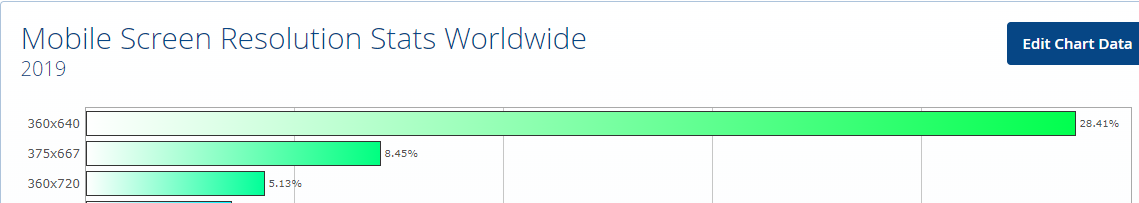 Mobile Screen Resolution Stats Worldwide
2019
Edit Chart Data
360x640 28.41%
375x667 8.45%
360x720 5.13%